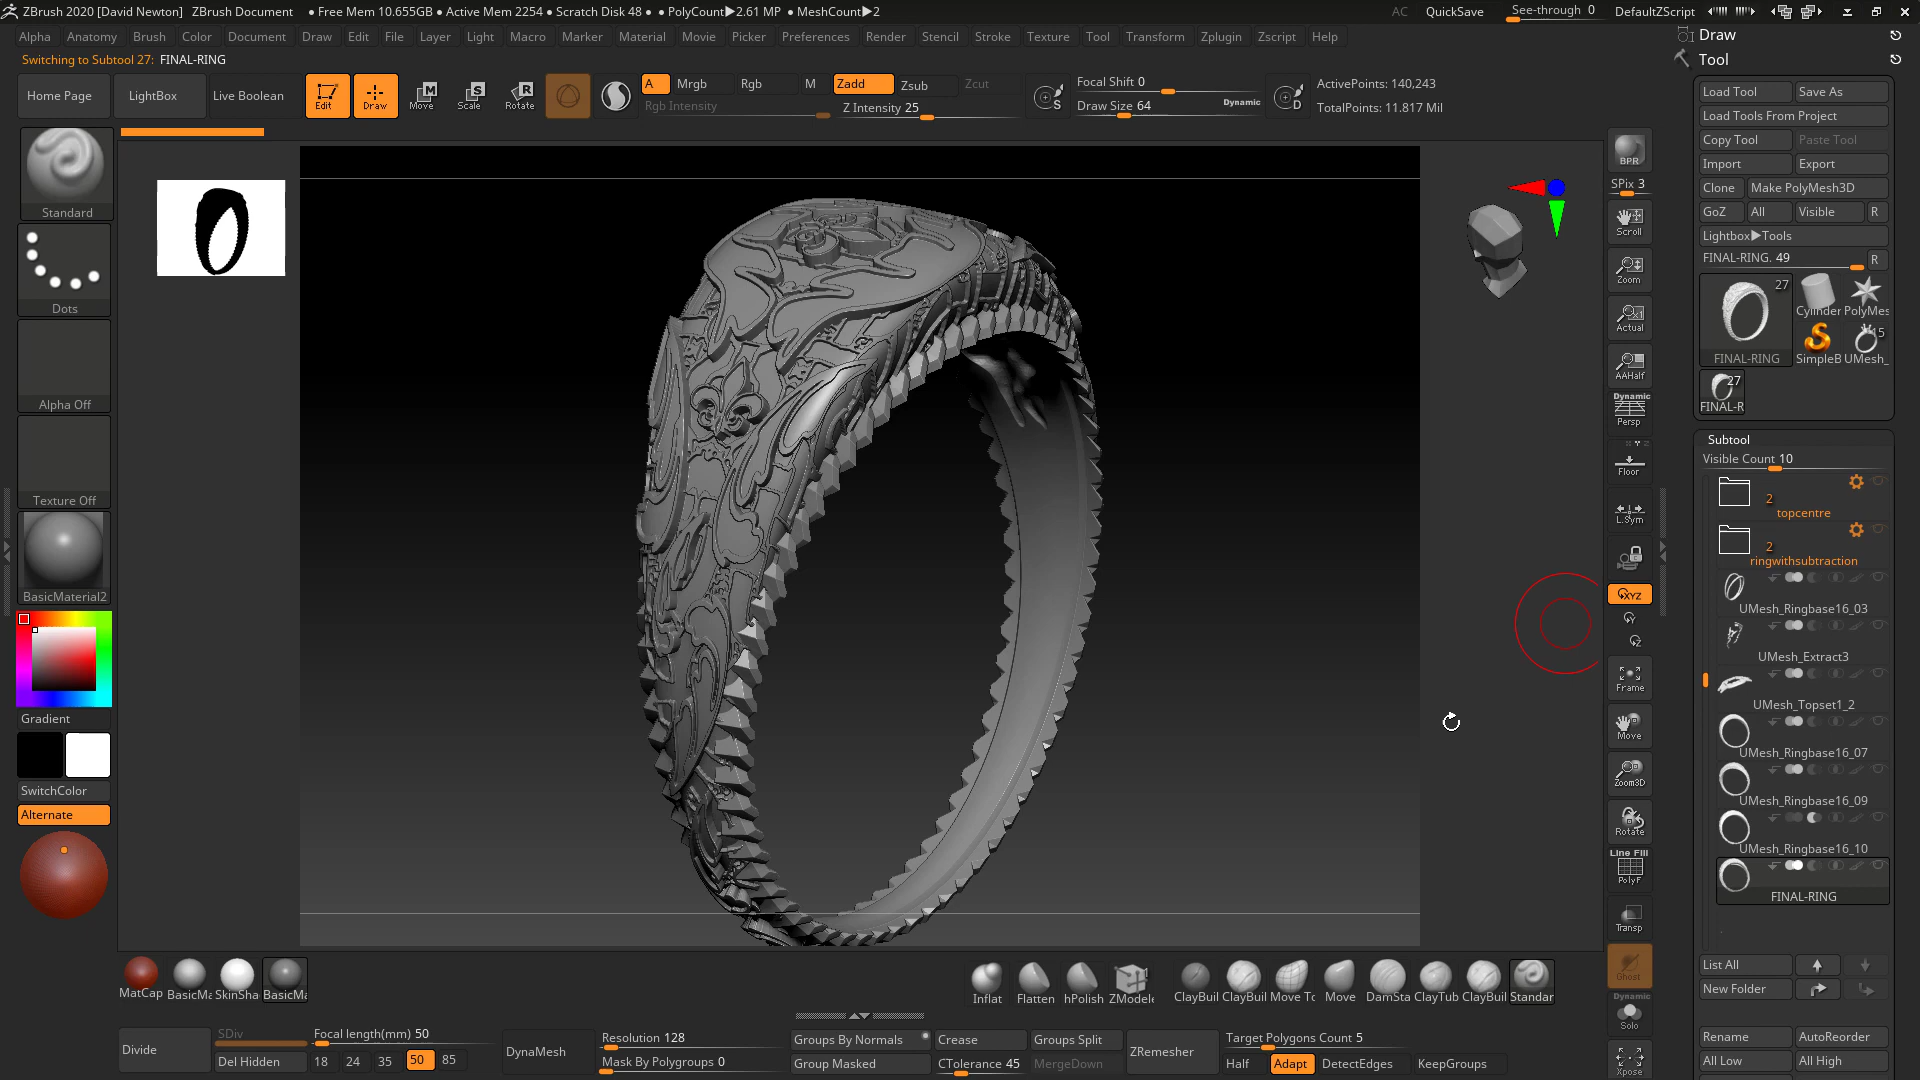 ZBrush 2020 [David Newton] ZBrush Document • Free Mem 10.655GB • Active Mem 2254 • Scratch Disk 48 • • PolyCount▶2.61 MP • MeshCount▶2 AC QuickSave See-through 0 DefaultZScript
Alpha Anatomy Brush Color Document Draw Edit File Layer Light Macro Marker Material Movie Picker Preferences Render Stencil Stroke Texture Tool Transform Zplugin Zscript Help
Draw
Switching to Subtool 27: FINAL-RING
Tool
Home Page LightBox Live Boolean Edit Draw Move Scale Rotate
A Mrgb Rgb M Zadd Zsub Zcut
Rgb Intensity Z Intensity 25
Focal Shift 0
Draw Size 64 Dynamic
S D
ActivePoints: 140,243
TotalPoints: 11.817 Mil
Load Tool Save As
Load Tools From Project
Copy Tool Paste Tool
Import Export
Clone Make PolyMesh3D
GoZ All Visible R
Lightbox▶Tools
FINAL-RING. 49 R
27
Cylinder PolyMes
15
FINAL-RING SimpleB UMesh_
27
FINAL-R
Standard
Dots
Alpha Off
Texture Off
BasicMaterial2
Gradient
SwitchColor
Alternate
BPR
SPix 3
Scroll
Zoom
Actual
AAHalf
Dynamic
Persp
Floor
L.Sym
XYZ
Y
Z
Frame
Move
Zoom3D
Rotate
Line Fill
PolyF
Transp
Ghost
Dynamic
Solo
Xpose
Subtool
Visible Count 10
2
topcentre
2
ringwithsubtraction
UMesh_Ringbase16_03
UMesh_Extract3
UMesh_Topset1_2
UMesh_Ringbase16_07
UMesh_Ringbase16_09
UMesh_Ringbase16_10
FINAL-RING
List All
New Folder
Rename AutoReorder
All Low All High
MatCap BasicMa SkinSha BasicMa
Inflat Flatten hPolish ZModele ClayBuil ClayBuil Move To Move DamSta ClayTub ClayBuil Standar
Divide
SDiv
Del Hidden
Focal length(mm) 50
18 24 35 50 85
DynaMesh
Resolution 128
Mask By Polygroups 0
Groups By Normals
Group Masked
Crease
CTolerance 45
Groups Split
MergeDown
ZRemesher
Target Polygons Count 5
Half Adapt DetectEdges KeepGroups